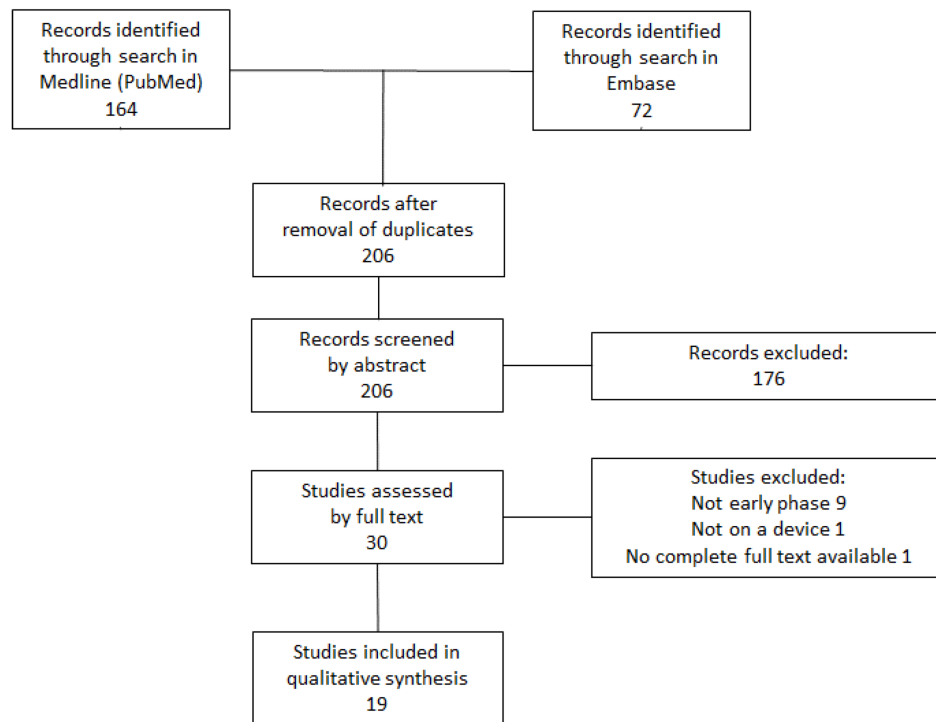 Records identified
through search in
Medline (PubMed)
164
Records identified
through search in
Embase
72
Records after
removal of duplicates
206
Records screened
by abstract
206
Records excluded:
176
Studies assessed
by full text
30
Studies excluded:
Not early phase 9
Not on a device 1
No complete full text available 1
Studies included in
qualitative synthesis
19